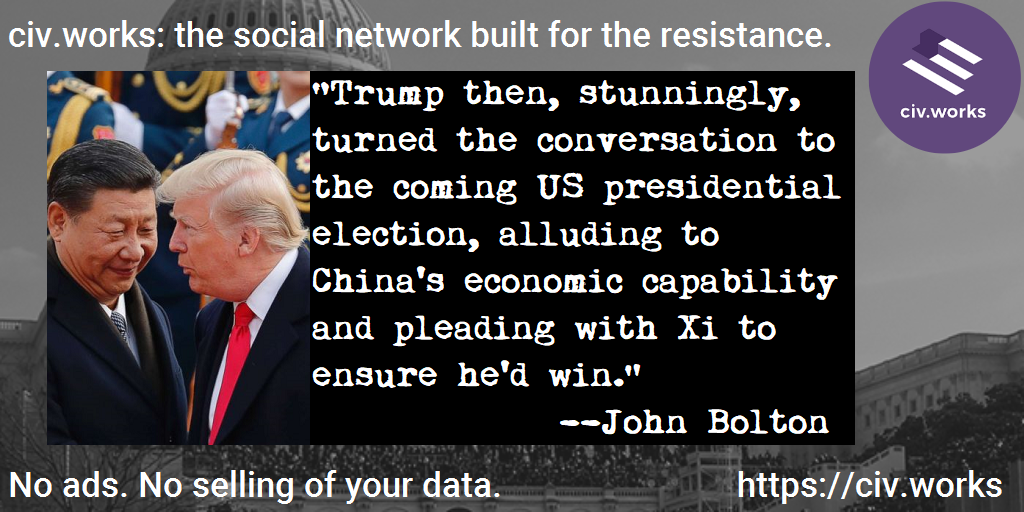 civ.works: the social network built for the resistance.
civ.works
"Trump then, stunningly,
turned the conversation to
the coming US presidential
election, alluding to
China's economic capability
and pleading with Xi to
ensure he'd win."
--John Bolton
No ads. No selling of your data.
https://civ.works